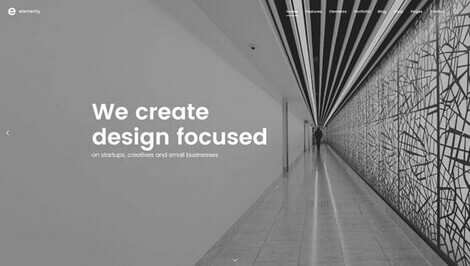 elementy
Home Features Elements Portfolio Blog Shop Pages Contact
We create
design focused
on startups, creatives and small businesses